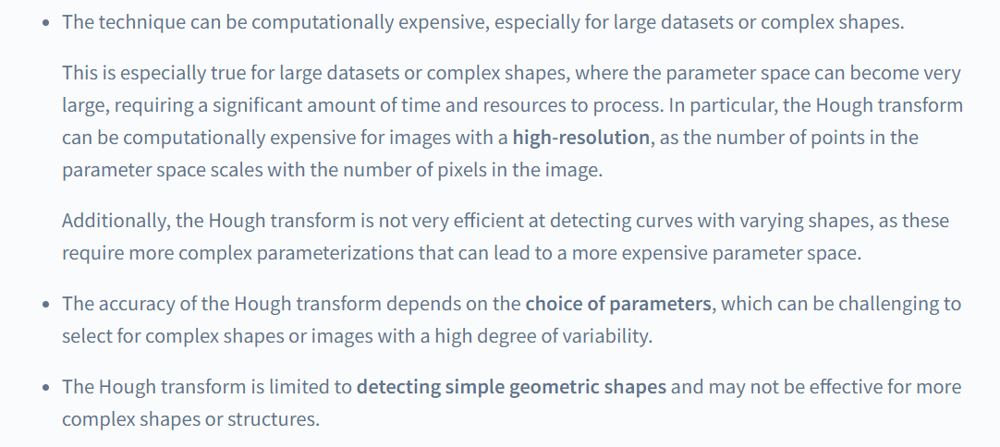 • The technique can be computationally expensive, especially for large datasets or complex shapes.
This is especially true for large datasets or complex shapes, where the parameter space can become very
large, requiring a significant amount of time and resources to process. In particular, the Hough transform
can be computationally expensive for images with a high-resolution, as the number of points in the
parameter space scales with the number of pixels in the image.
Additionally, the Hough transform is not very efficient at detecting curves with varying shapes, as these
require more complex parameterizations that can lead to a more expensive parameter space.
• The accuracy of the Hough transform depends on the choice of parameters, which can be challenging to
select for complex shapes or images with a high degree of variability.
• The Hough transform is limited to detecting simple geometric shapes and may not be effective for more
complex shapes or structures.